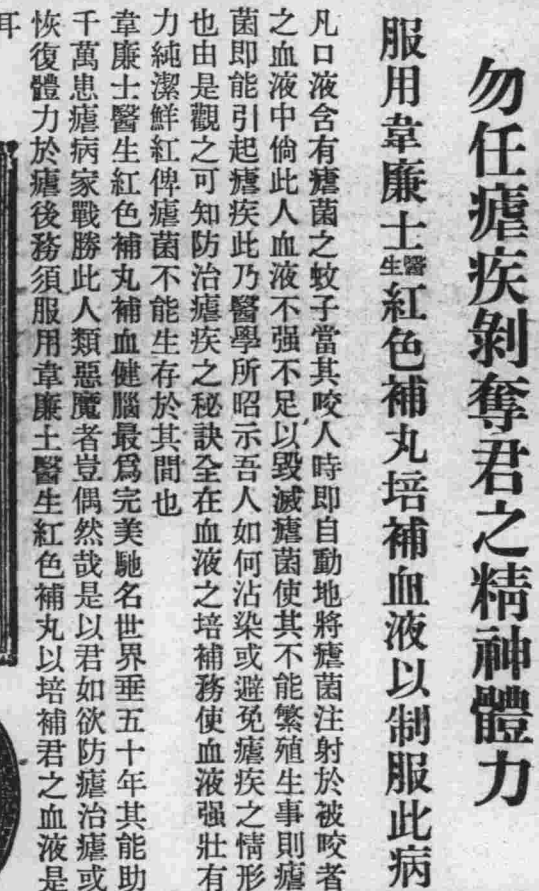 勿任瘧疾剝奪君之精神體力
服用韋廉士醫生紅色補丸培補血液以制服此病
凡口液含有瘧菌之蚊子當其咬人時即自動地將瘧菌注射於被咬者
之血液中倘此人血液不强不足以毀滅瘧菌使其不能繁殖生事則瘧
菌即能引起瘧疾此乃醫學所昭示吾人如何沾染或避免瘧疾之情形
也由是觀之可知防治瘧疾之秘訣全在血液之培補務使血液强壯有
力純潔鮮紅俾瘧菌不能生存於其間也
韋廉士醫生紅色補丸補血健腦最爲完美馳名世界垂五十年其能助
千萬患瘧病家戰勝此人類惡魔者豈偶然哉是以君如欲防瘧治瘧或
恢復體力於瘧後務須服用韋廉士醫生紅色補丸以培補君之血液是
耳